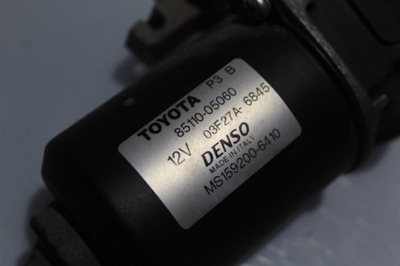 TOYOTA P3 B
85110-05060
12V 03F27A-6845
DENSO
MADE IN ITALY
MS159200-6410